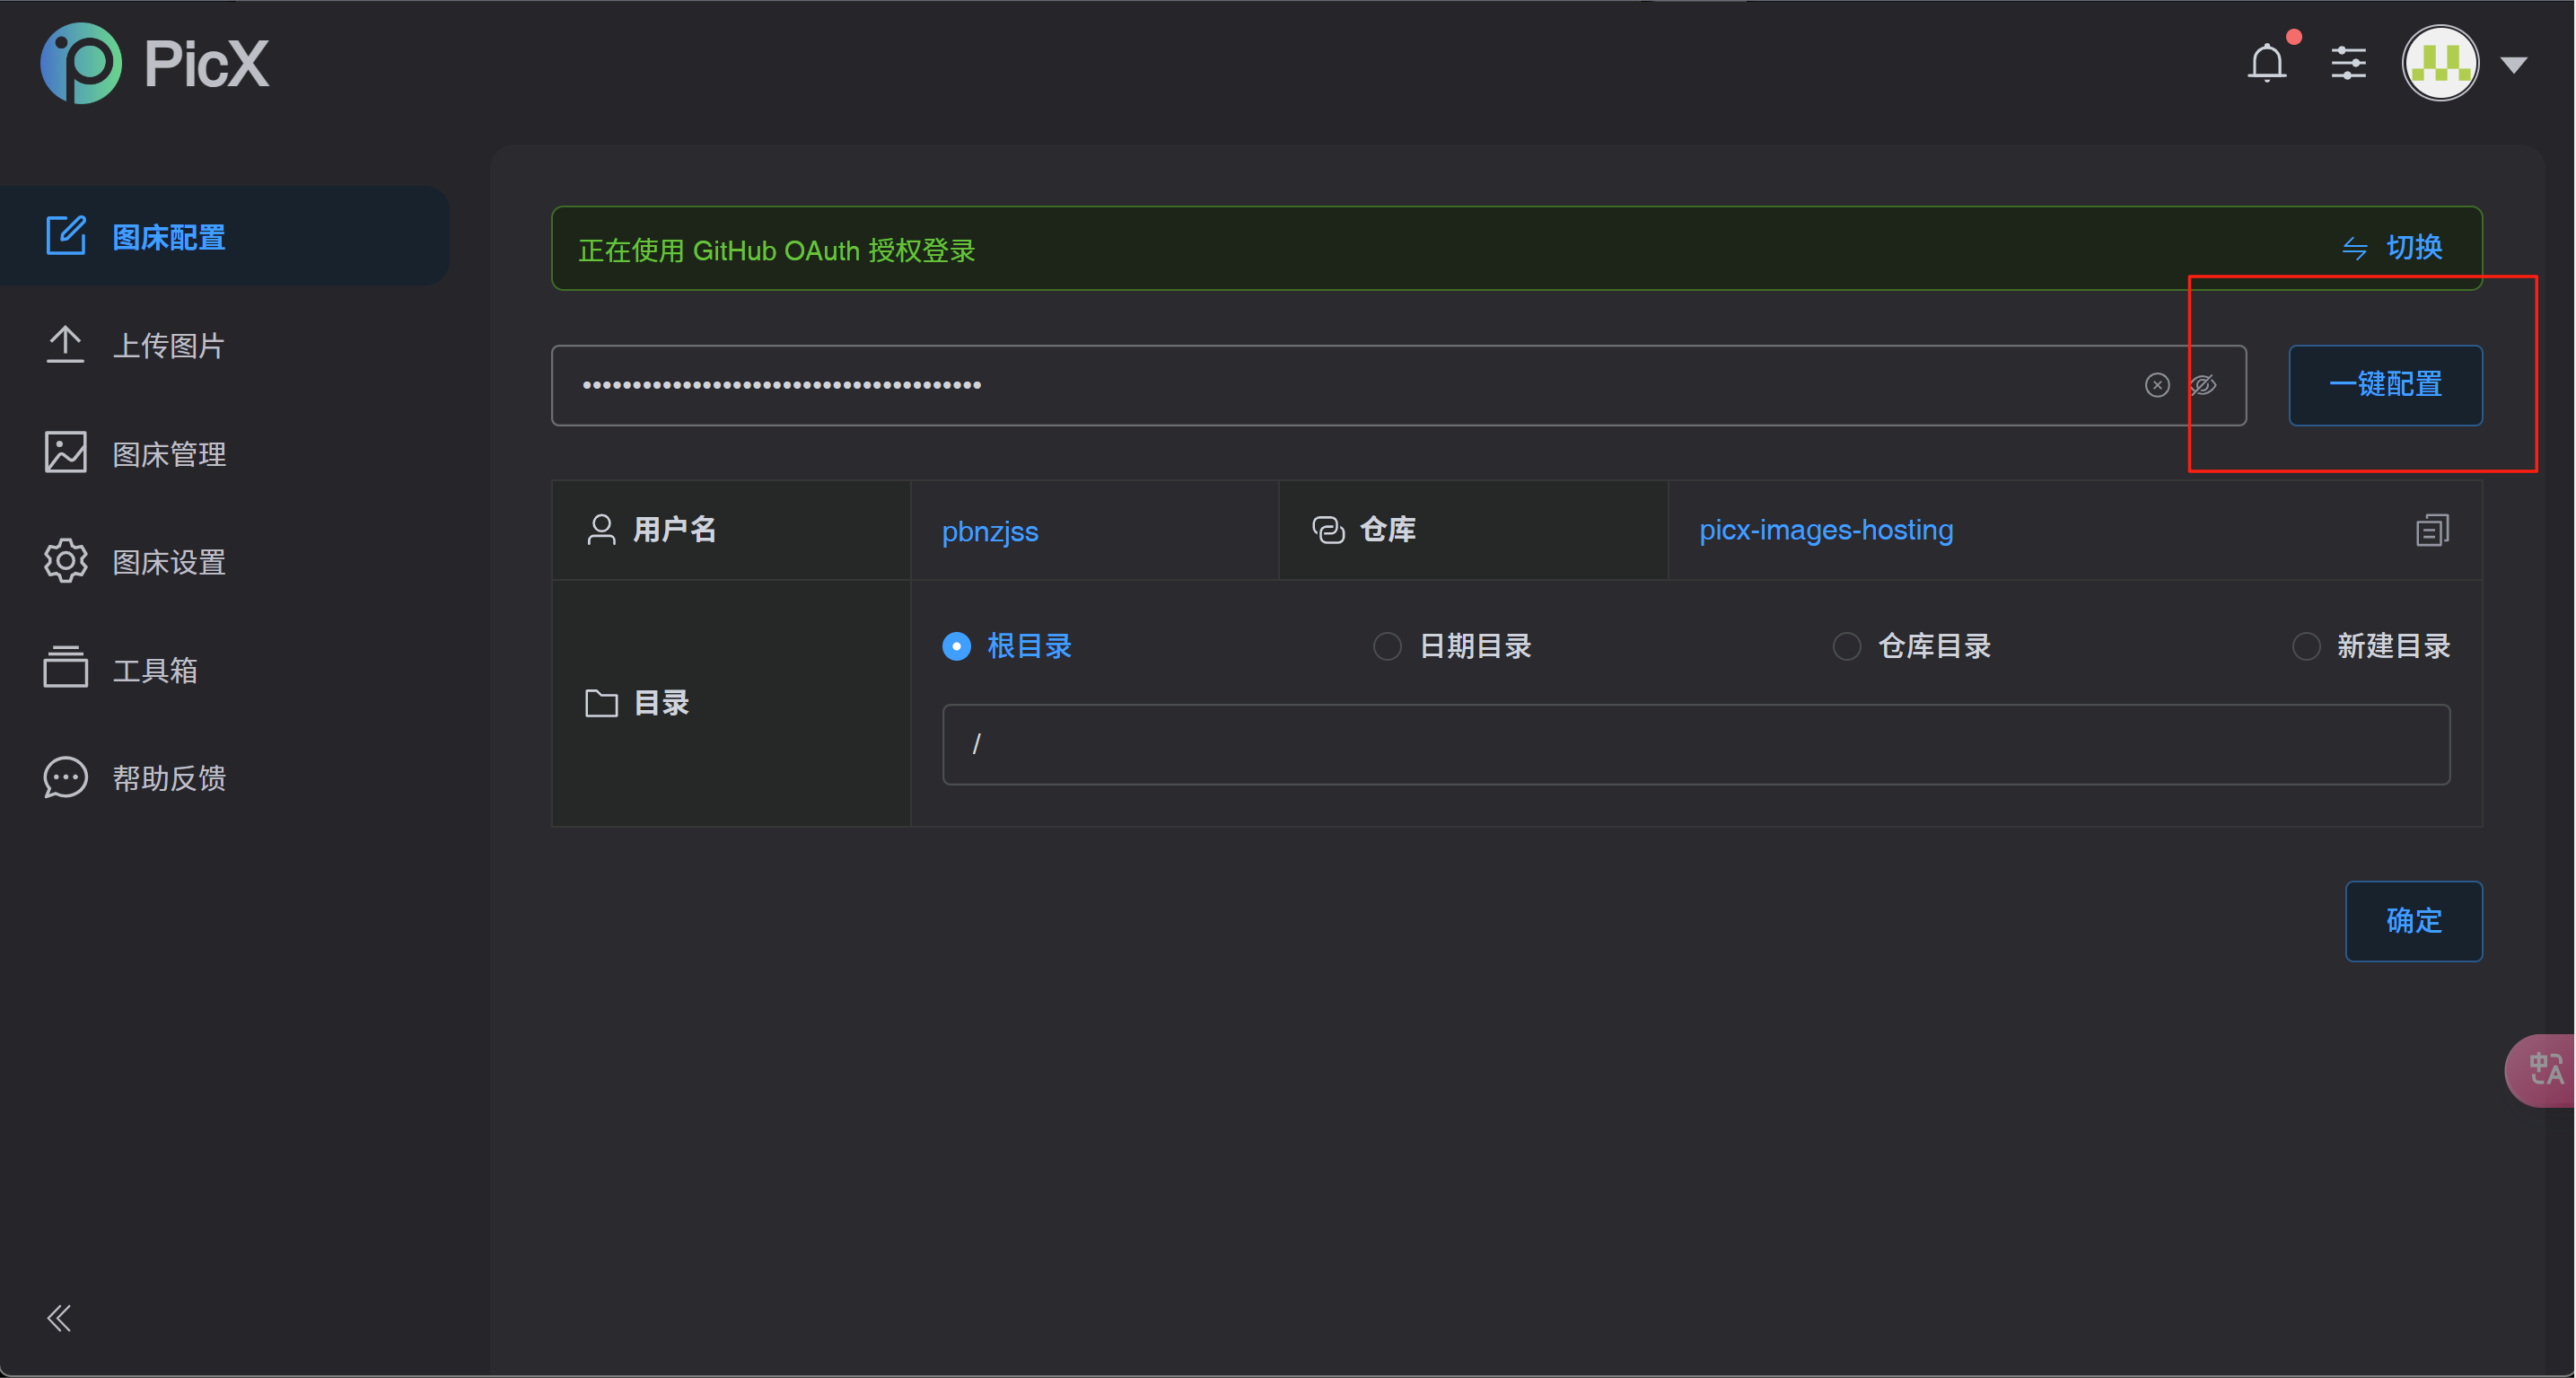 PicX
图床配置
上传图片
图床管理
图床设置
工具箱
帮助反馈
正在使用 GitHub OAuth 授权登录
切换
••••••••••••••••••••••••••••••••••••••••
一键配置
用户名
pbnzjss
仓库
picx-images-hosting
目录
根目录
日期目录
仓库目录
新建目录
/
确定
中A